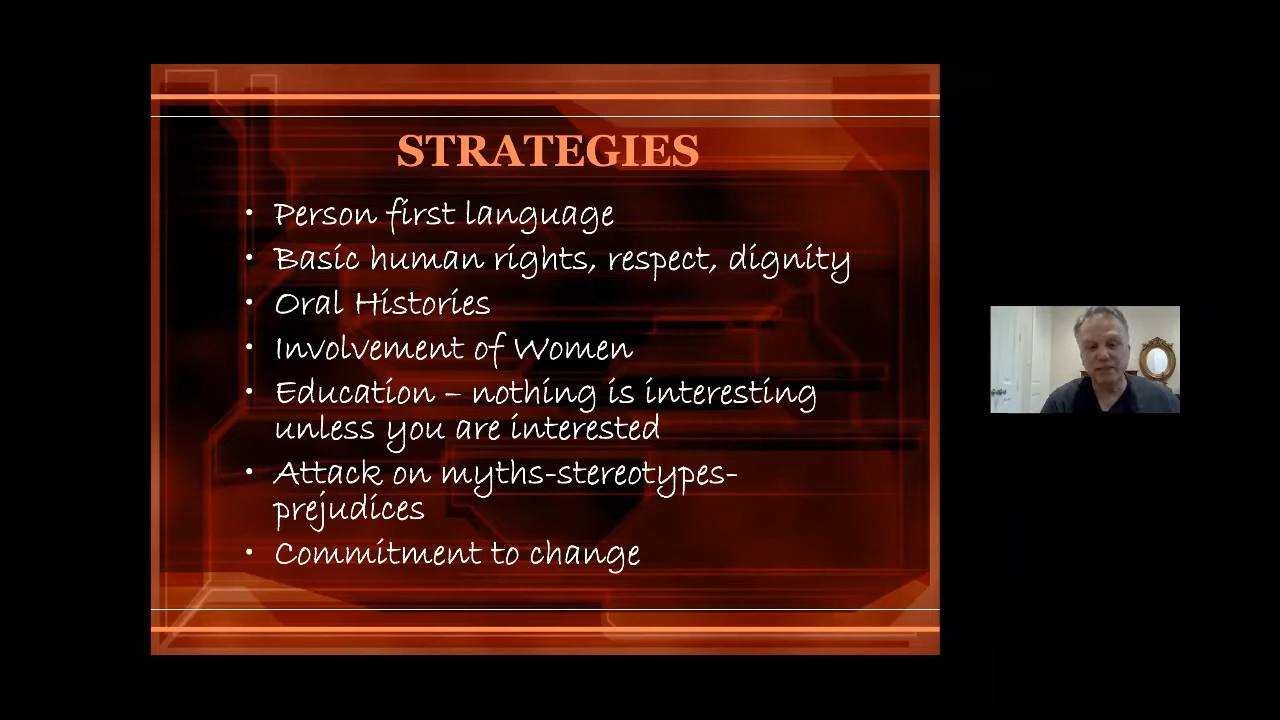 STRATEGIES
• Person first language
• Basic human rights, respect, dignity
• Oral Histories
• Involvement of Women
• Education – nothing is interesting
unless you are interested
• Attack on myths-stereotypes-
prejudices
• Commitment to change